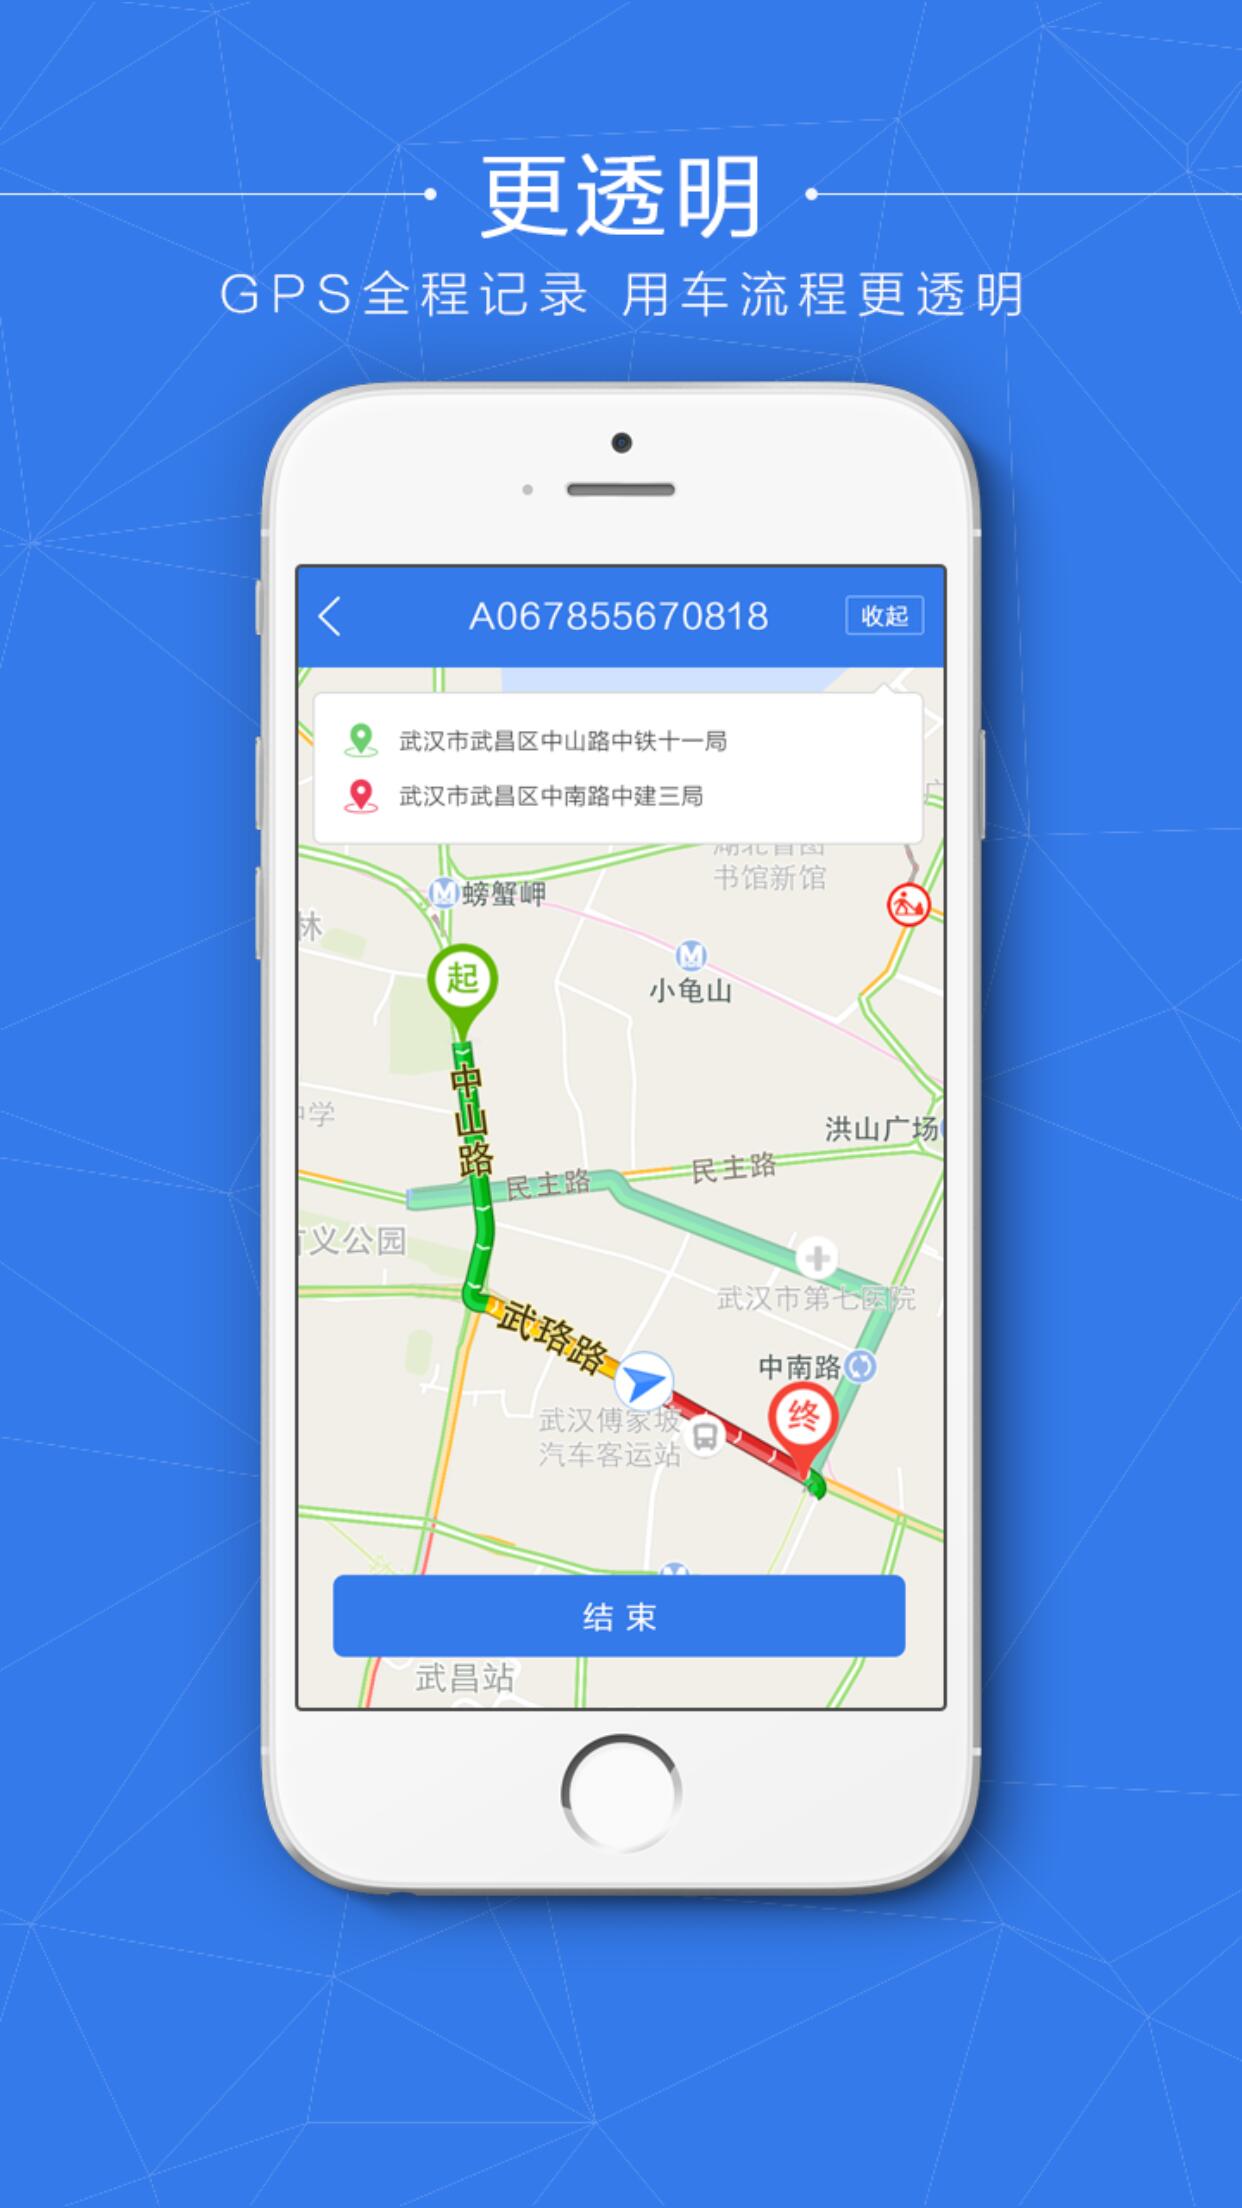 更透明
GPS全程记录 用车流程更透明
A067855670818
收起
武汉市武昌区中山路中铁十一局
武汉市武昌区中南路中建三局
书馆新馆
螃蟹岬
林
小龟山
起
中山路
中学
洪山广场
民主路
民主路
义公园
武汉市第七医院
武珞路
中南路
终
武汉傅家坡
汽车客运站
结束
武昌站